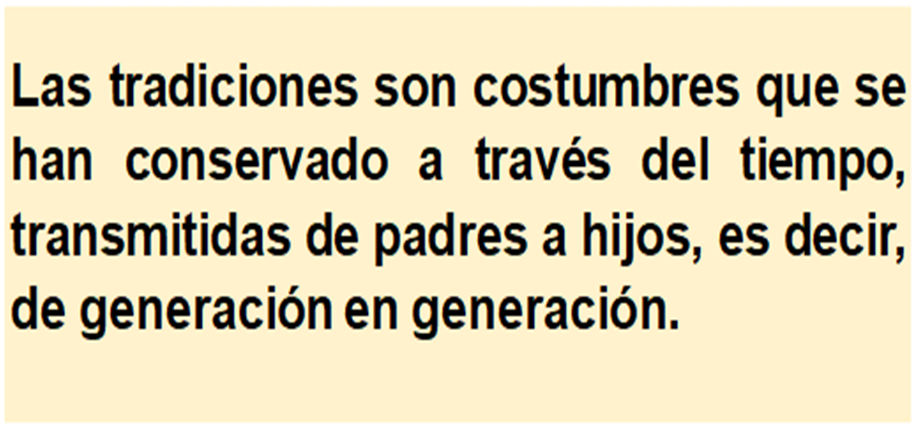 Las tradiciones son costumbres que se
han conservado a través del tiempo,
transmitidas de padres a hijos, es decir,
de generación en generación.